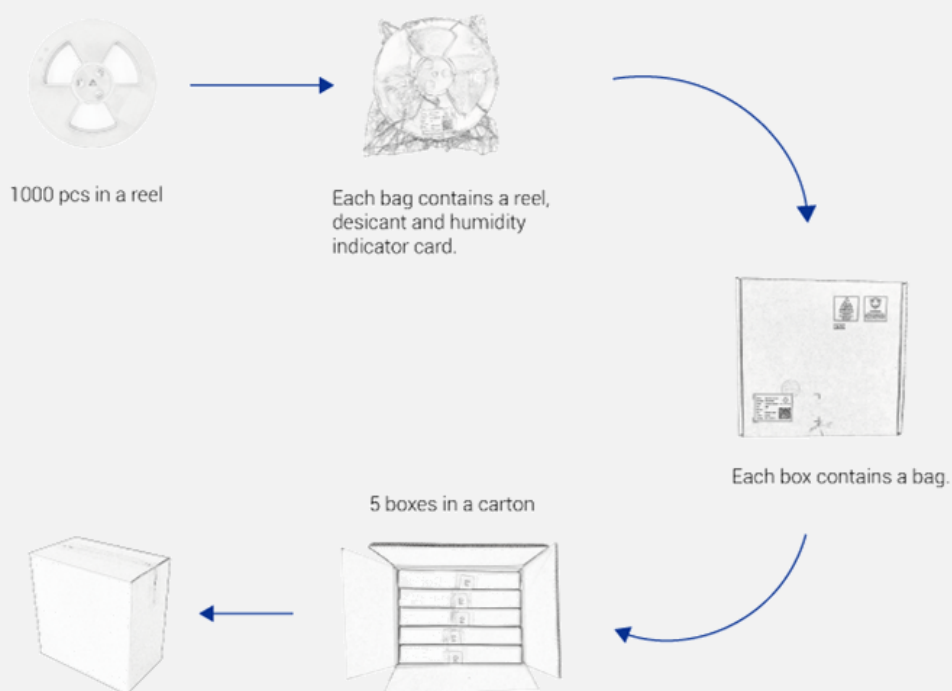 1000 pcs in a reel
Each bag contains a reel,
desicant and humidity
indicator card.
Each box contains a bag.
5 boxes in a carton